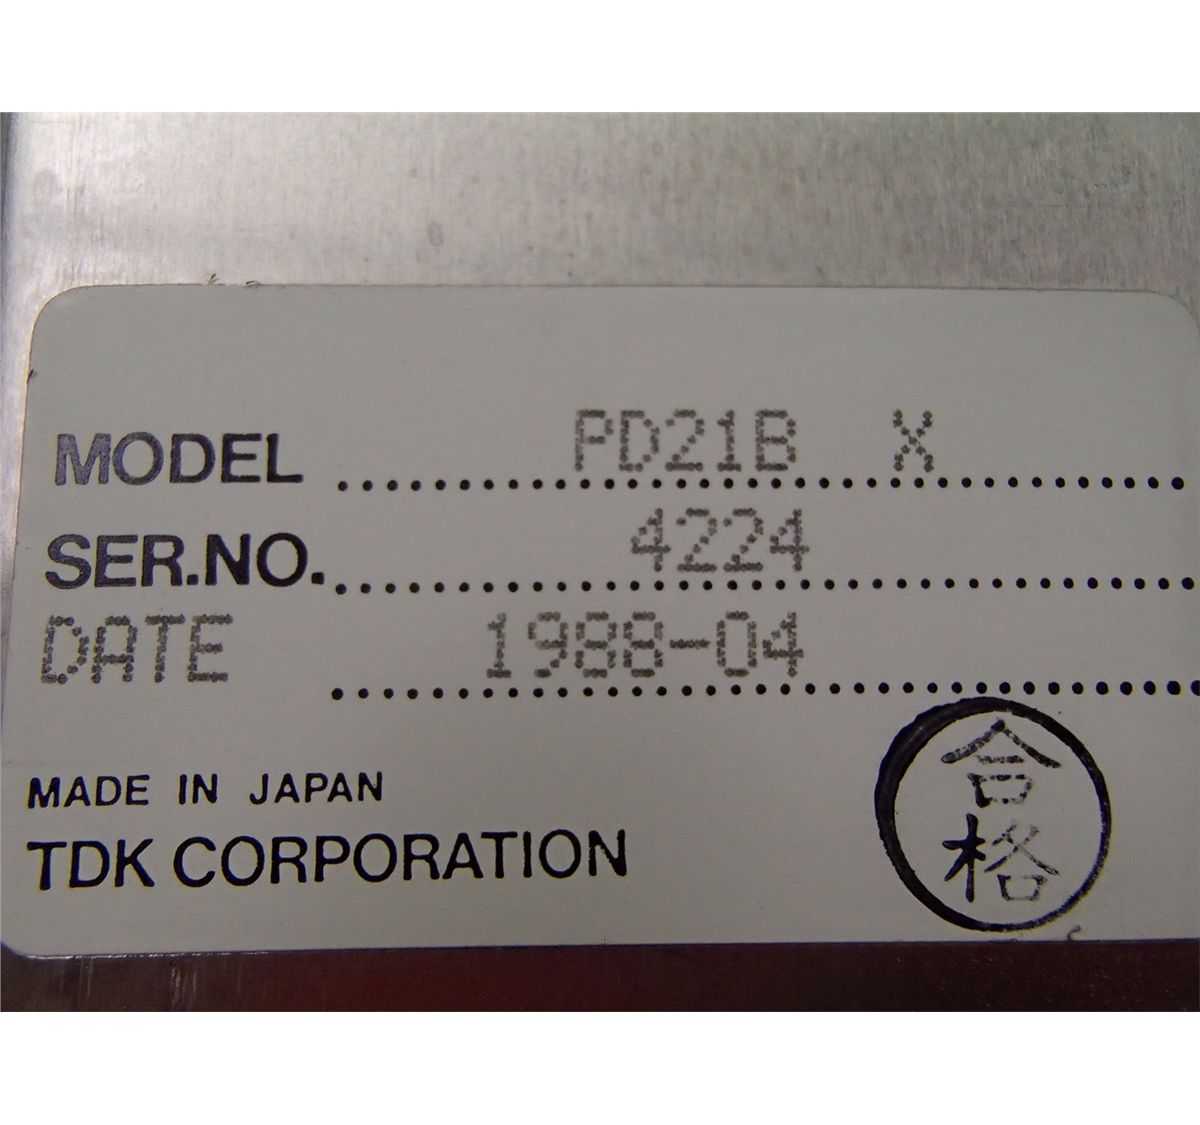 MODEL PD21B X
SER.NO. 4224
DATE 1988-04
MADE IN JAPAN
TDK CORPORATION
合格